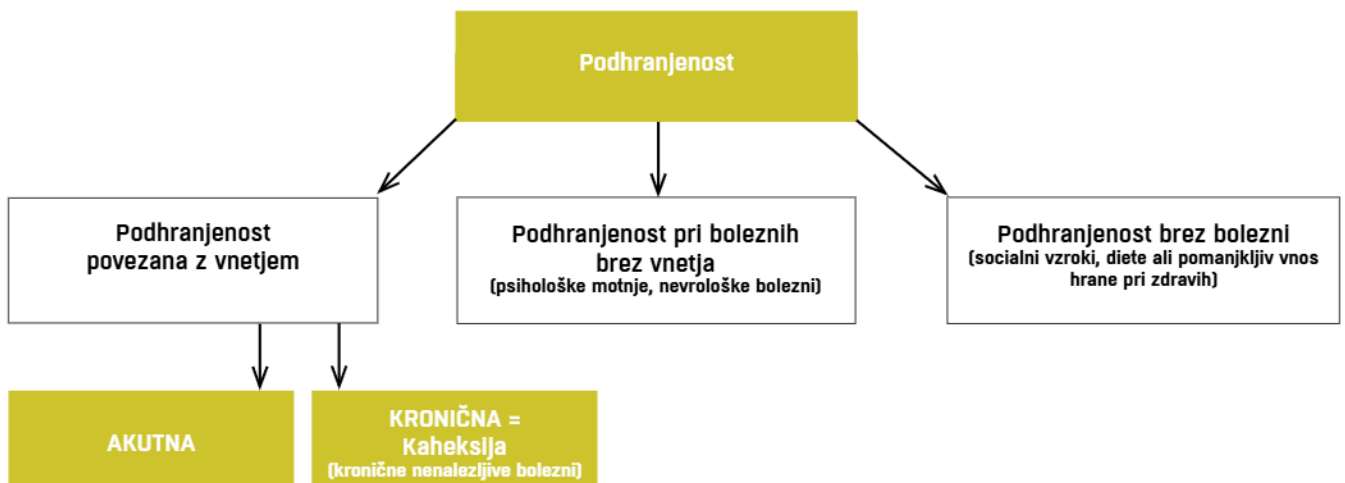 Podhranjenost
Podhranjenost
povezana z vnetjem
Podhranjenost pri boleznih
brez vnetja
(psihološke motnje, nevrološke bolezni)
Podhranjenost brez bolezni
(socialni vzroki, diete ali pomanjkljiv vnos
hrane pri zdravih)
AKUTNA
KRONIČNA =
Kaheksija
(kronične nenalezljive bolezni)